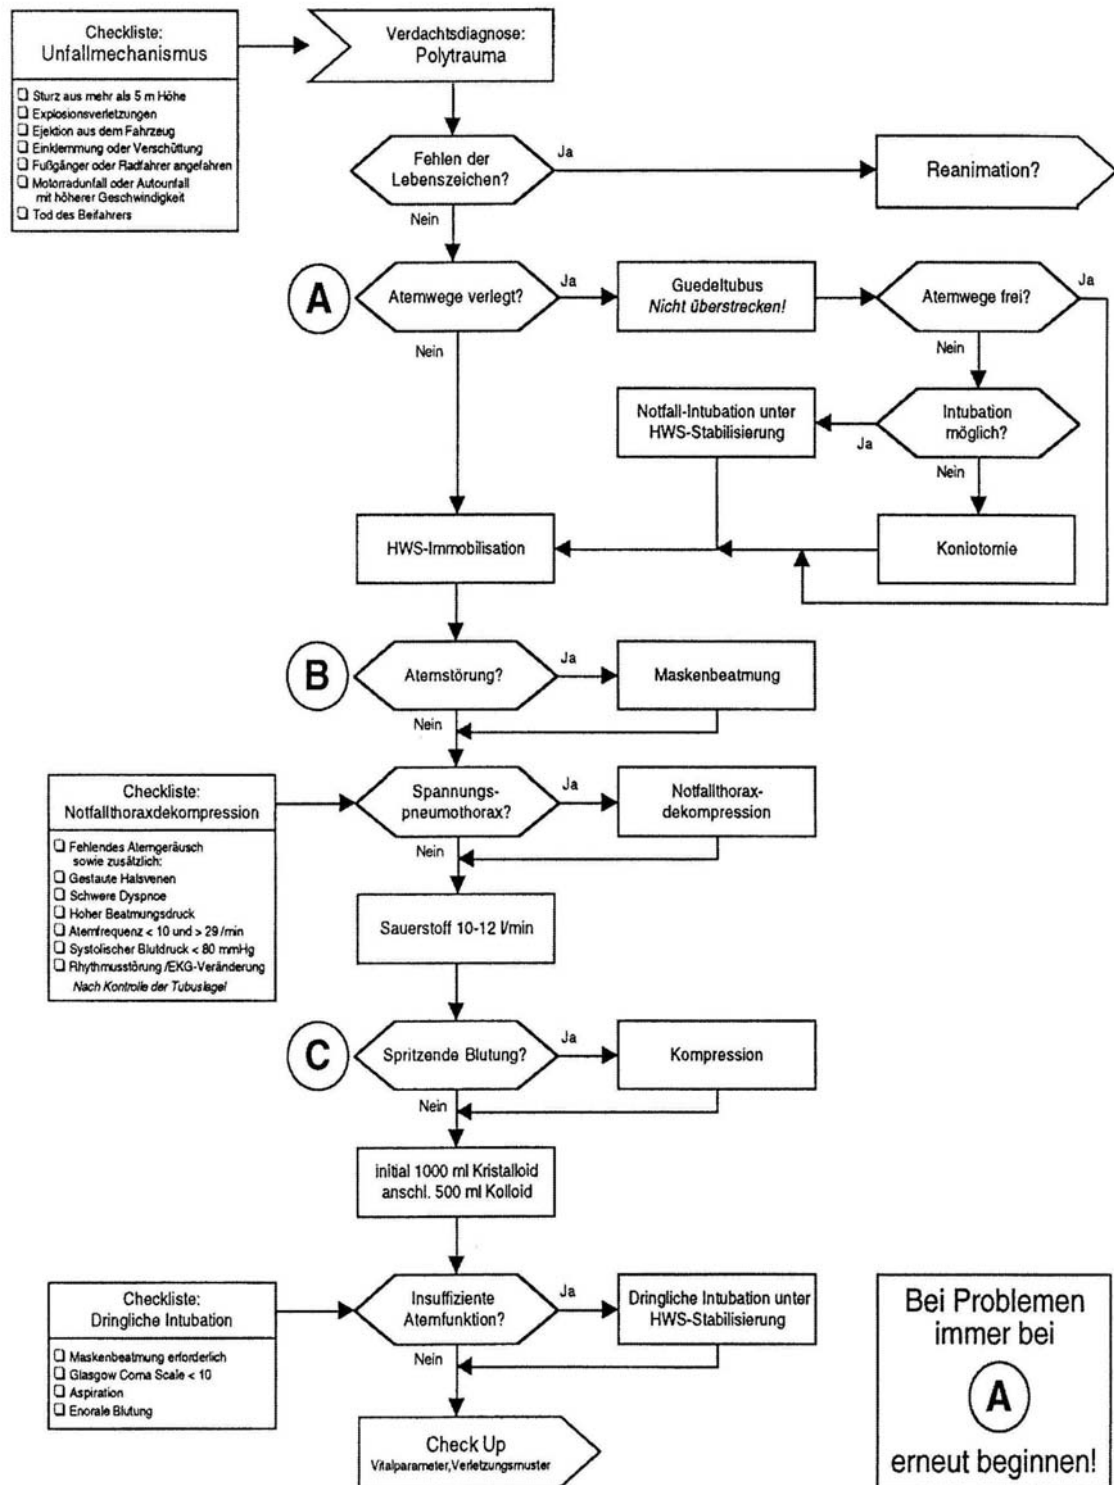 Checkliste:
Unfallmechanismus
❑ Sturz aus mehr als 5 m Höhe
❑ Explosionsverletzungen
❑ Ejektion aus dem Fahrzeug
❑ Einklemmung oder Verschüttung
❑ Fußgänger oder Radfahrer angefahren
❑ Motorradunfall oder Autounfall
mit höherer Geschwindigkeit
❑ Tod des Beifahrers
Verdachtsdiagnose:
Polytrauma
Fehlen der
Lebenszeichen?
Ja
Reanimation?
Nein
A
Atemwege verlegt?
Ja
Guedeltubus
Nicht überstrecken!
Atemwege frei?
Ja
Nein
Nein
Notfall-Intubation unter
HWS-Stabilisierung
Ja
Intubation
möglich?
Nein
HWS-Immobilisation
Koniotomie
B
Atemstörung?
Ja
Maskenbeatmung
Nein
Checkliste:
Notfallthoraxdekompression
❑ Fehlendes Atemgeräusch
sowie zusätzlich:
❑ Gestaute Halsvenen
❑ Schwere Dyspnoe
❑ Hoher Beatmungsdruck
❑ Atemfrequenz < 10 und > 29 /min
❑ Systolischer Blutdruck < 80 mmHg
❑ Rhythmusstörung /EKG-Veränderung
Nach Kontrolle der Tubuslage!
Spannungs-
pneumothorax?
Ja
Notfallthorax-
dekompression
Nein
Sauerstoff 10-12 l/min
C
Spritzende Blutung?
Ja
Kompression
Nein
initial 1000 ml Kristalloid
anschl. 500 ml Kolloid
Checkliste:
Dringliche Intubation
❑ Maskenbeatmung erforderlich
❑ Glasgow Coma Scale < 10
❑ Aspiration
❑ Enorale Blutung
Insuffiziente
Atemfunktion?
Ja
Dringliche Intubation unter
HWS-Stabilisierung
Nein
Check Up
Vitalparameter,Verletzungsmuster
Bei Problemen
immer bei
A
erneut beginnen!